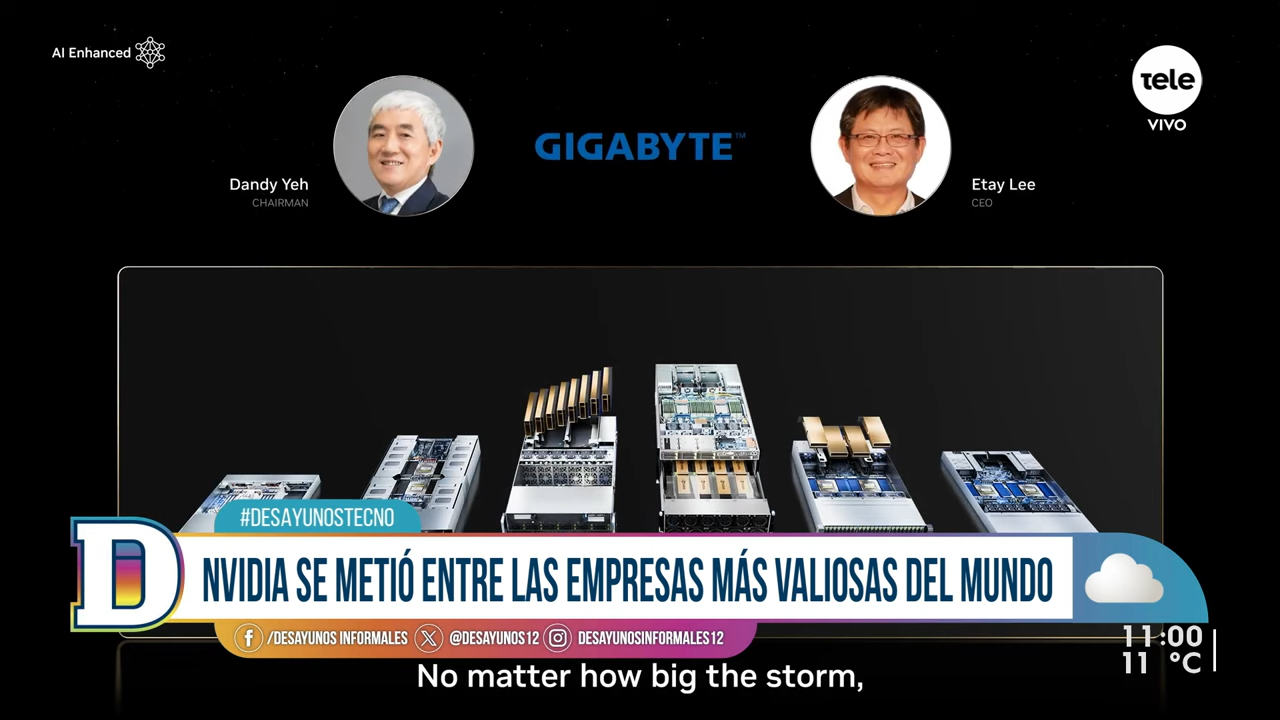 AI Enhanced
tele
VIVO
GIGABYTE™
Dandy Yeh
CHAIRMAN
Etay Lee
CEO
#DESAYUNOSTECNO
D
NVIDIA SE METIÓ ENTRE LAS EMPRESAS MÁS VALIOSAS DEL MUNDO
/DESAYUNOS INFORMALES @DESAYUNOS12 DESAYUNOSINFORMALES12
11:00
11 °C
No matter how big the storm,